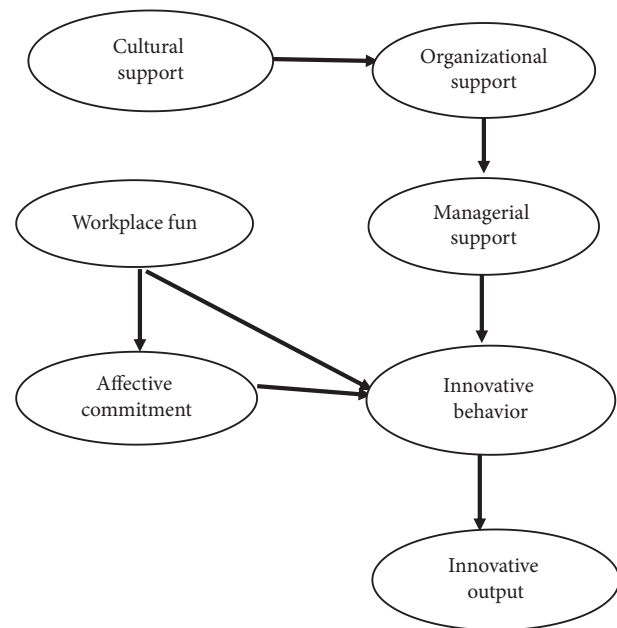 Cultural
support
Organizational
support
Workplace fun
Managerial
support
Affective
commitment
Innovative
behavior
Innovative
output